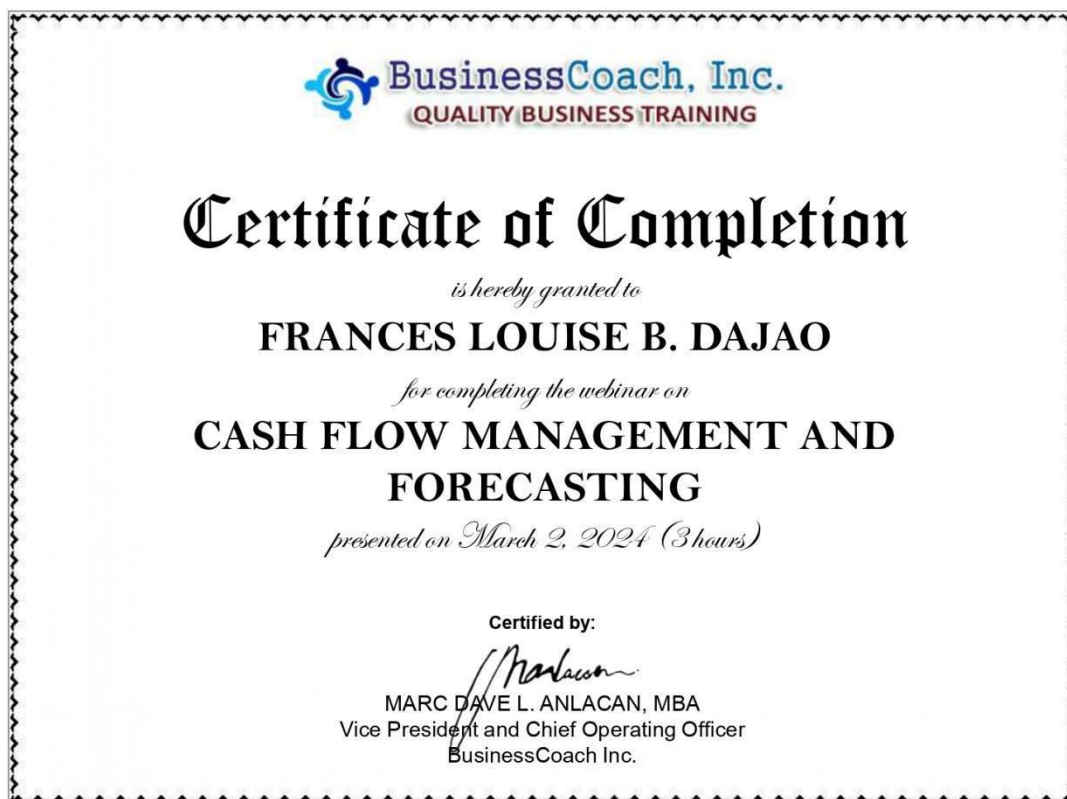 BusinessCoach, Inc.
QUALITY BUSINESS TRAINING
Certificate of Completion
is hereby granted to
FRANCES LOUISE B. DAJAO
for completing the webinar on
CASH FLOW MANAGEMENT AND
FORECASTING
presented on March 2, 2024 (3 hours)
Certified by:
MARC DAVE L. ANLACAN, MBA
Vice President and Chief Operating Officer
BusinessCoach Inc.